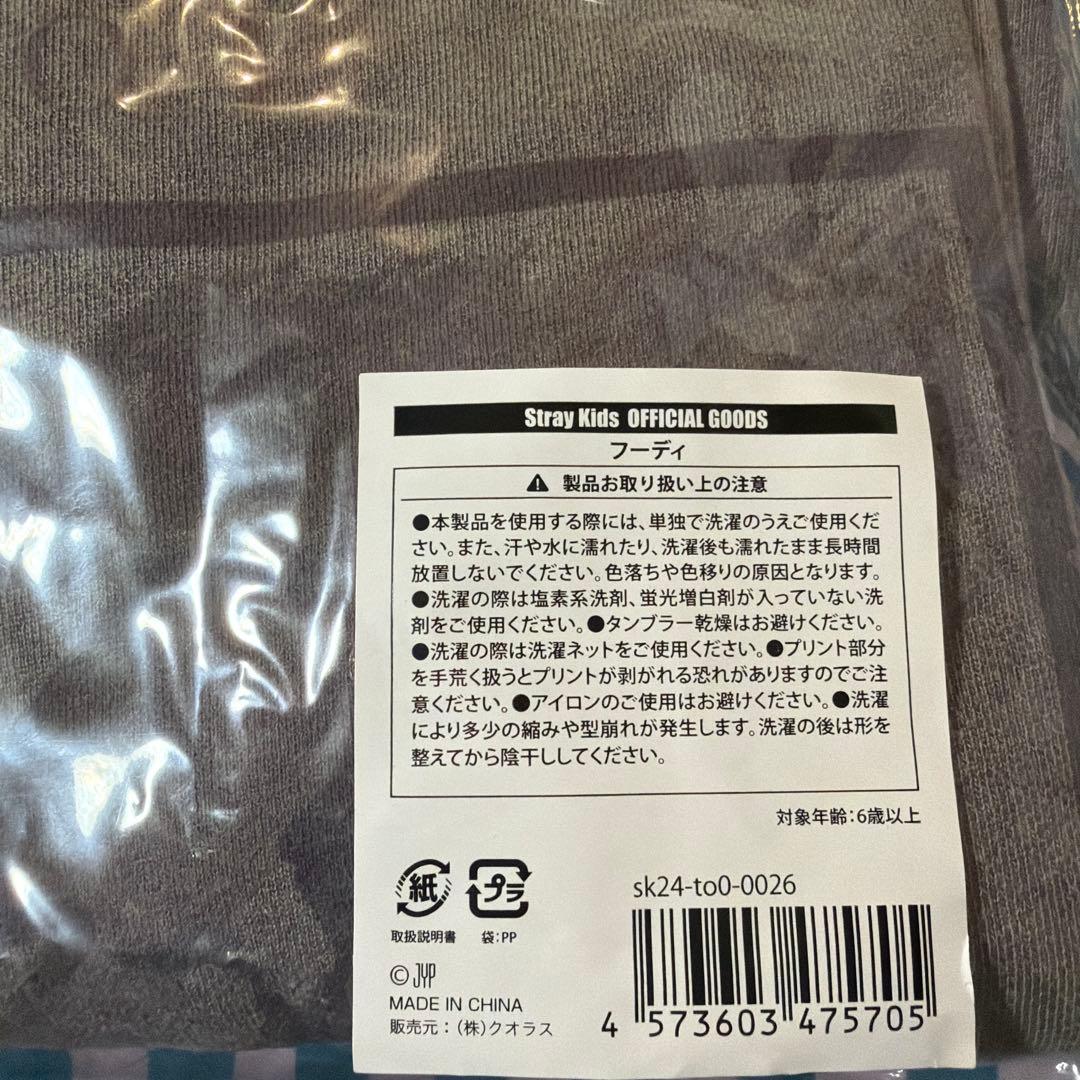 Stray Kids OFFICIAL GOODS
フーディ
⚠ 製品お取り扱い上の注意
●本製品を使用する際には、単独で洗濯のうえご使用くだ
さい。また、汗や水に濡れたり、洗濯後も濡れたまま長時間
放置しないでください。色落ちや色移りの原因となります。
●洗濯の際は塩素系洗剤、蛍光増白剤が入っていない洗
剤をご使用ください。●タンブラー乾燥はお避けください。
●洗濯の際は洗濯ネットをご使用ください。●プリント部分
を手荒く扱うとプリントが剥がれる恐れがありますのでご注
意ください。●アイロンのご使用はお避けください。●洗濯
により多少の縮みや型崩れが発生します。洗濯の後は形を
整えてから陰干ししてください。
対象年齢：6歳以上
紙 プラ
取扱説明書 袋：PP
sk24-to0-0026
© JYP
MADE IN CHINA
販売元：（株）クオラス
4 573603 475705